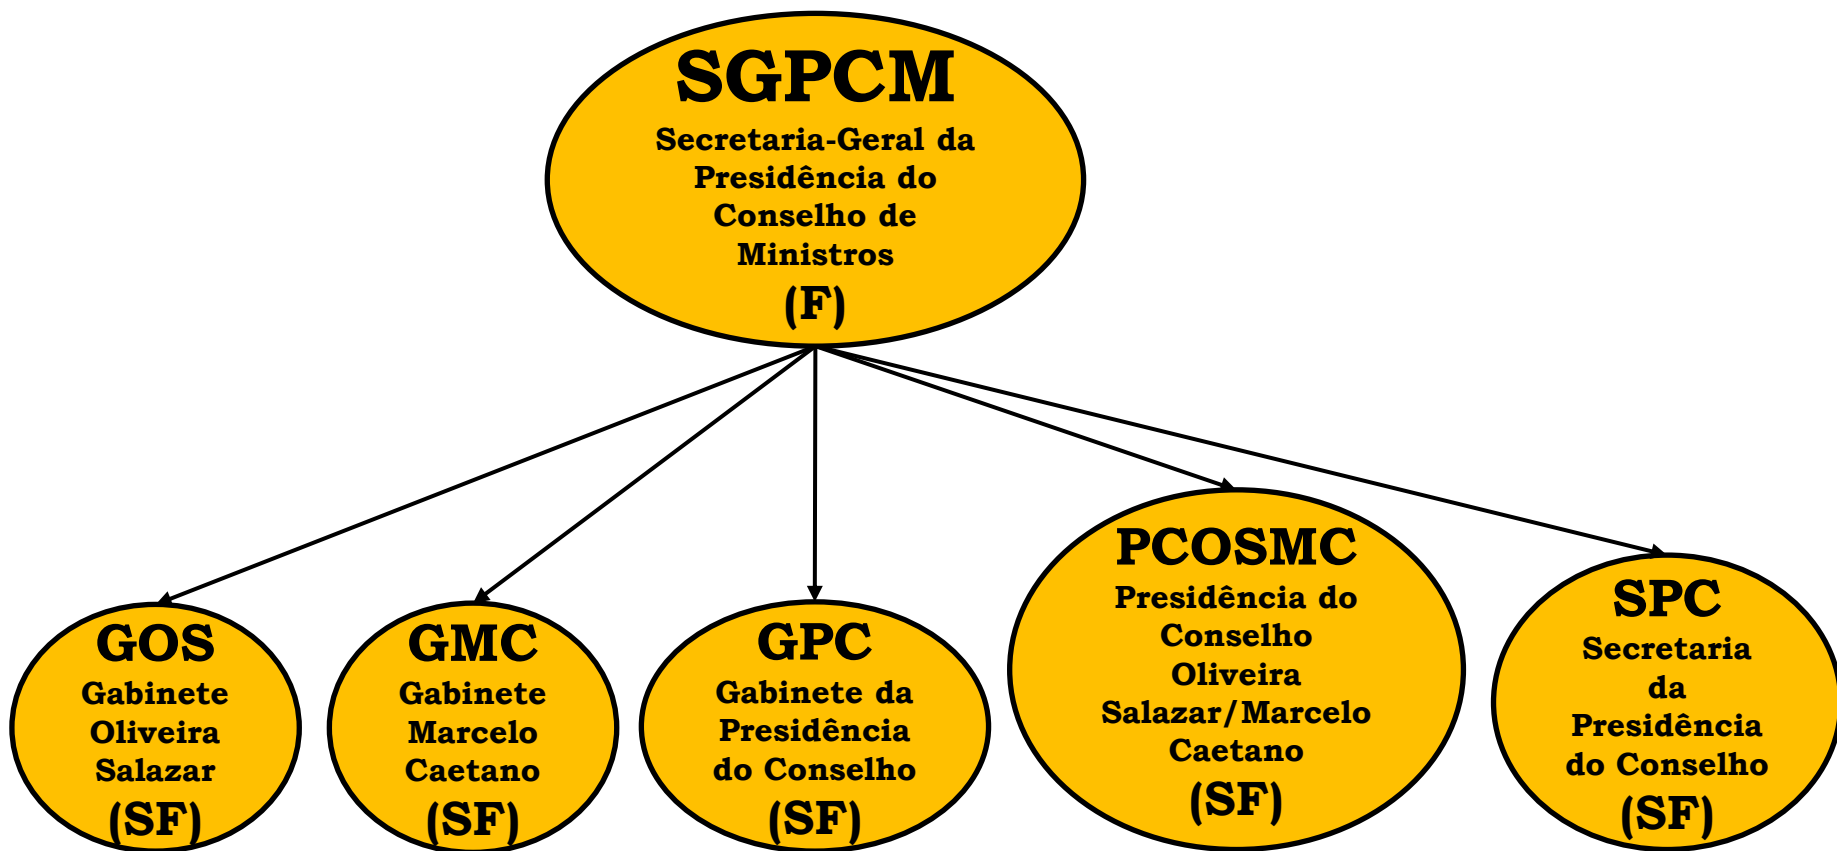 SGPCM
Secretaria-Geral da
Presidência do
Conselho de
Ministros
(F)
GOS
Gabinete
Oliveira
Salazar
(SF)
GMC
Gabinete
Marcelo
Caetano
(SF)
GPC
Gabinete da
Presidência
do Conselho
(SF)
PCOSMC
Presidência do
Conselho
Oliveira
Salazar/Marcelo
Caetano
(SF)
SPC
Secretaria
da
Presidência
do Conselho
(SF)